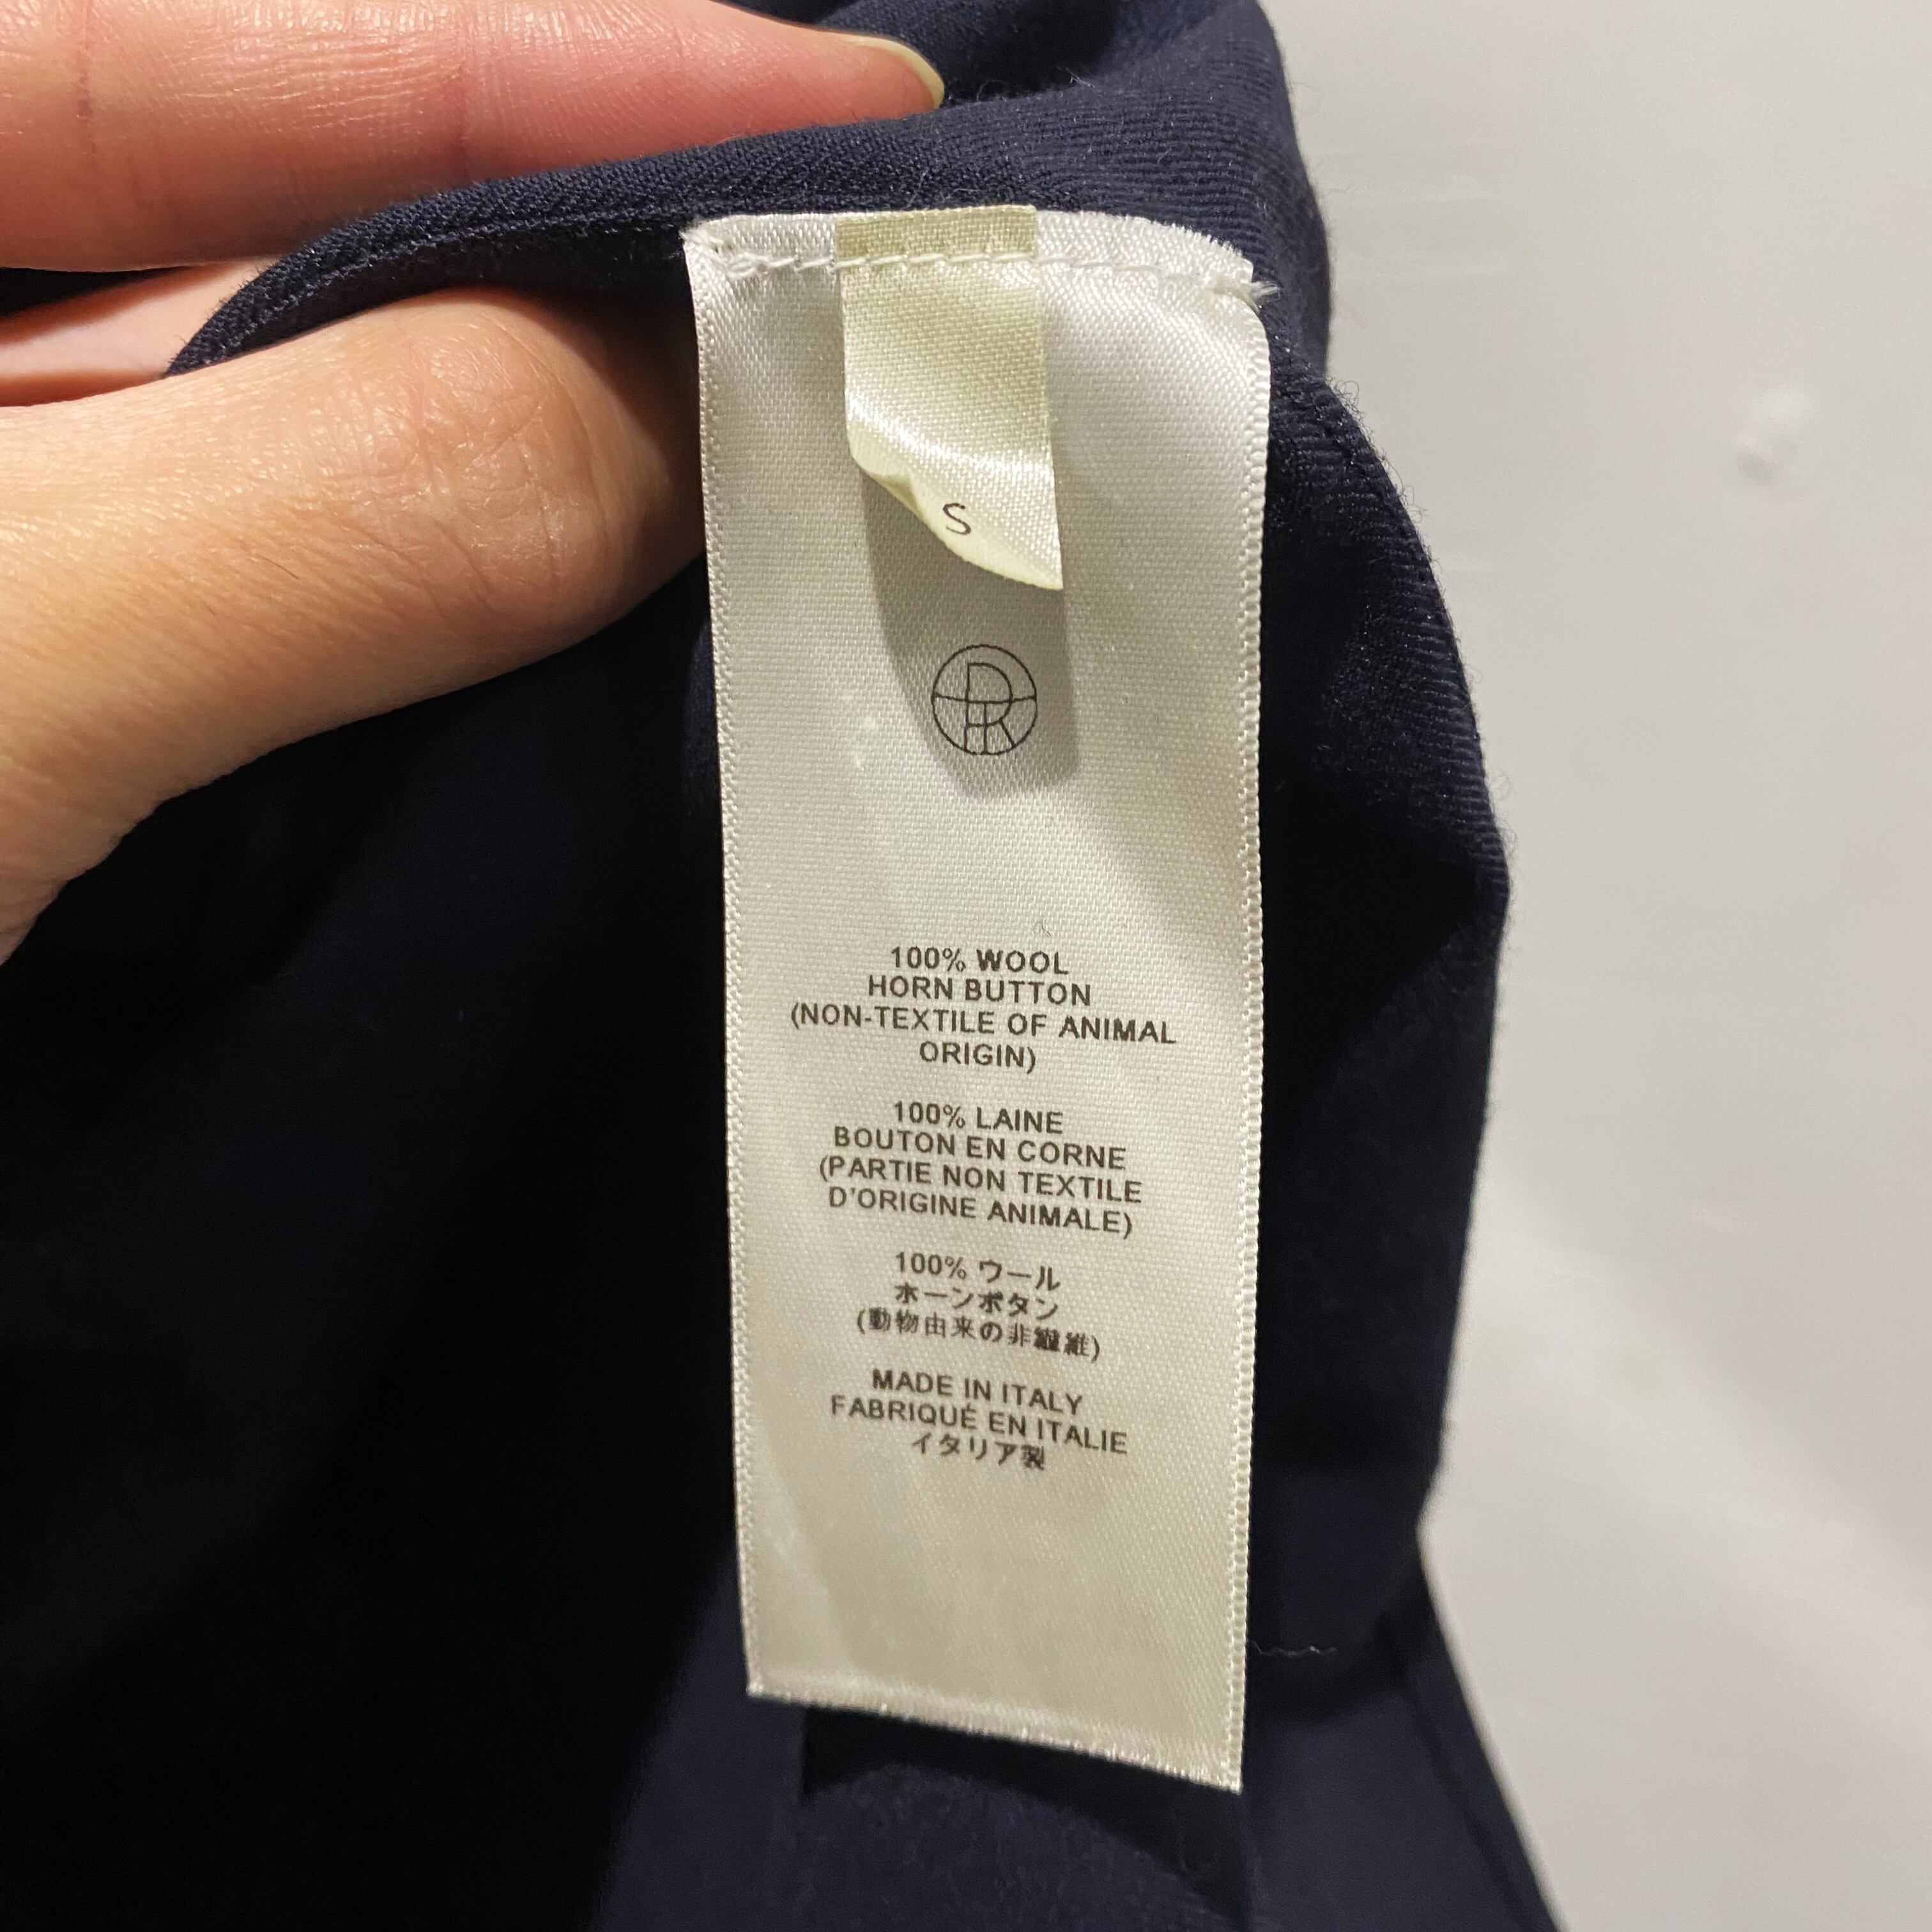 S
100% WOOL
HORN BUTTON
(NON-TEXTILE OF ANIMAL
ORIGIN)
100% LAINE
BOUTON EN CORNE
(PARTIE NON TEXTILE
D'ORIGINE ANIMALE)
100% ウール
ホーンボタン
(動物由来の非繊維)
MADE IN ITALY
FABRIQUÉ EN ITALIE
イタリア製